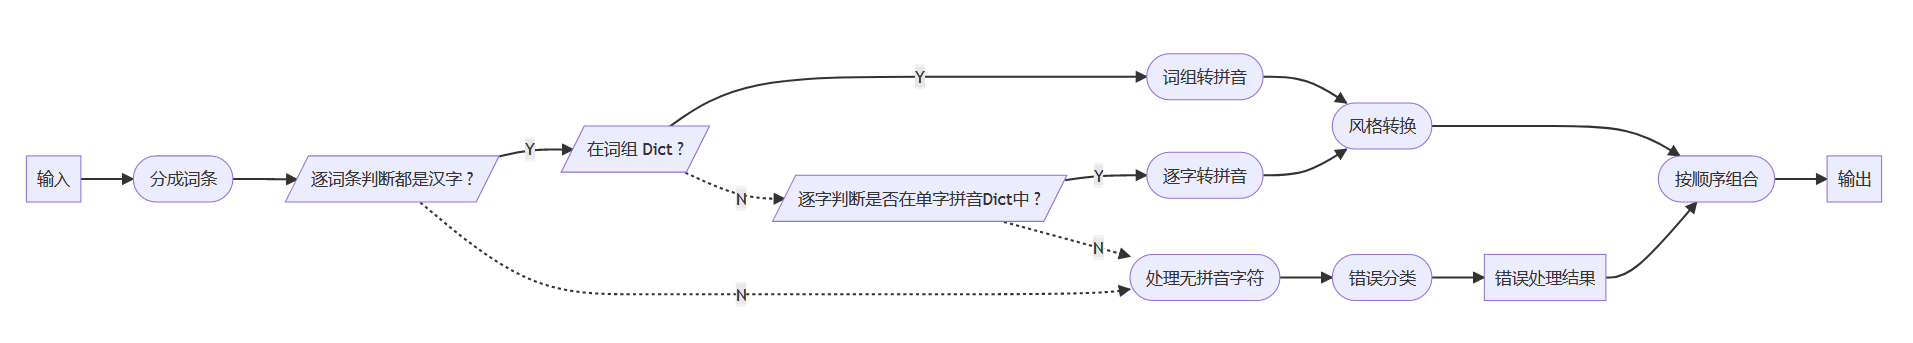 输入
分成词条
逐词条判断都是汉字？
Y
在词组 Dict？
Y
词组转拼音
N
逐字判断是否在单字拼音Dict中？
Y
逐字转拼音
风格转换
N
N
处理无拼音字符
错误分类
错误处理结果
按顺序组合
输出